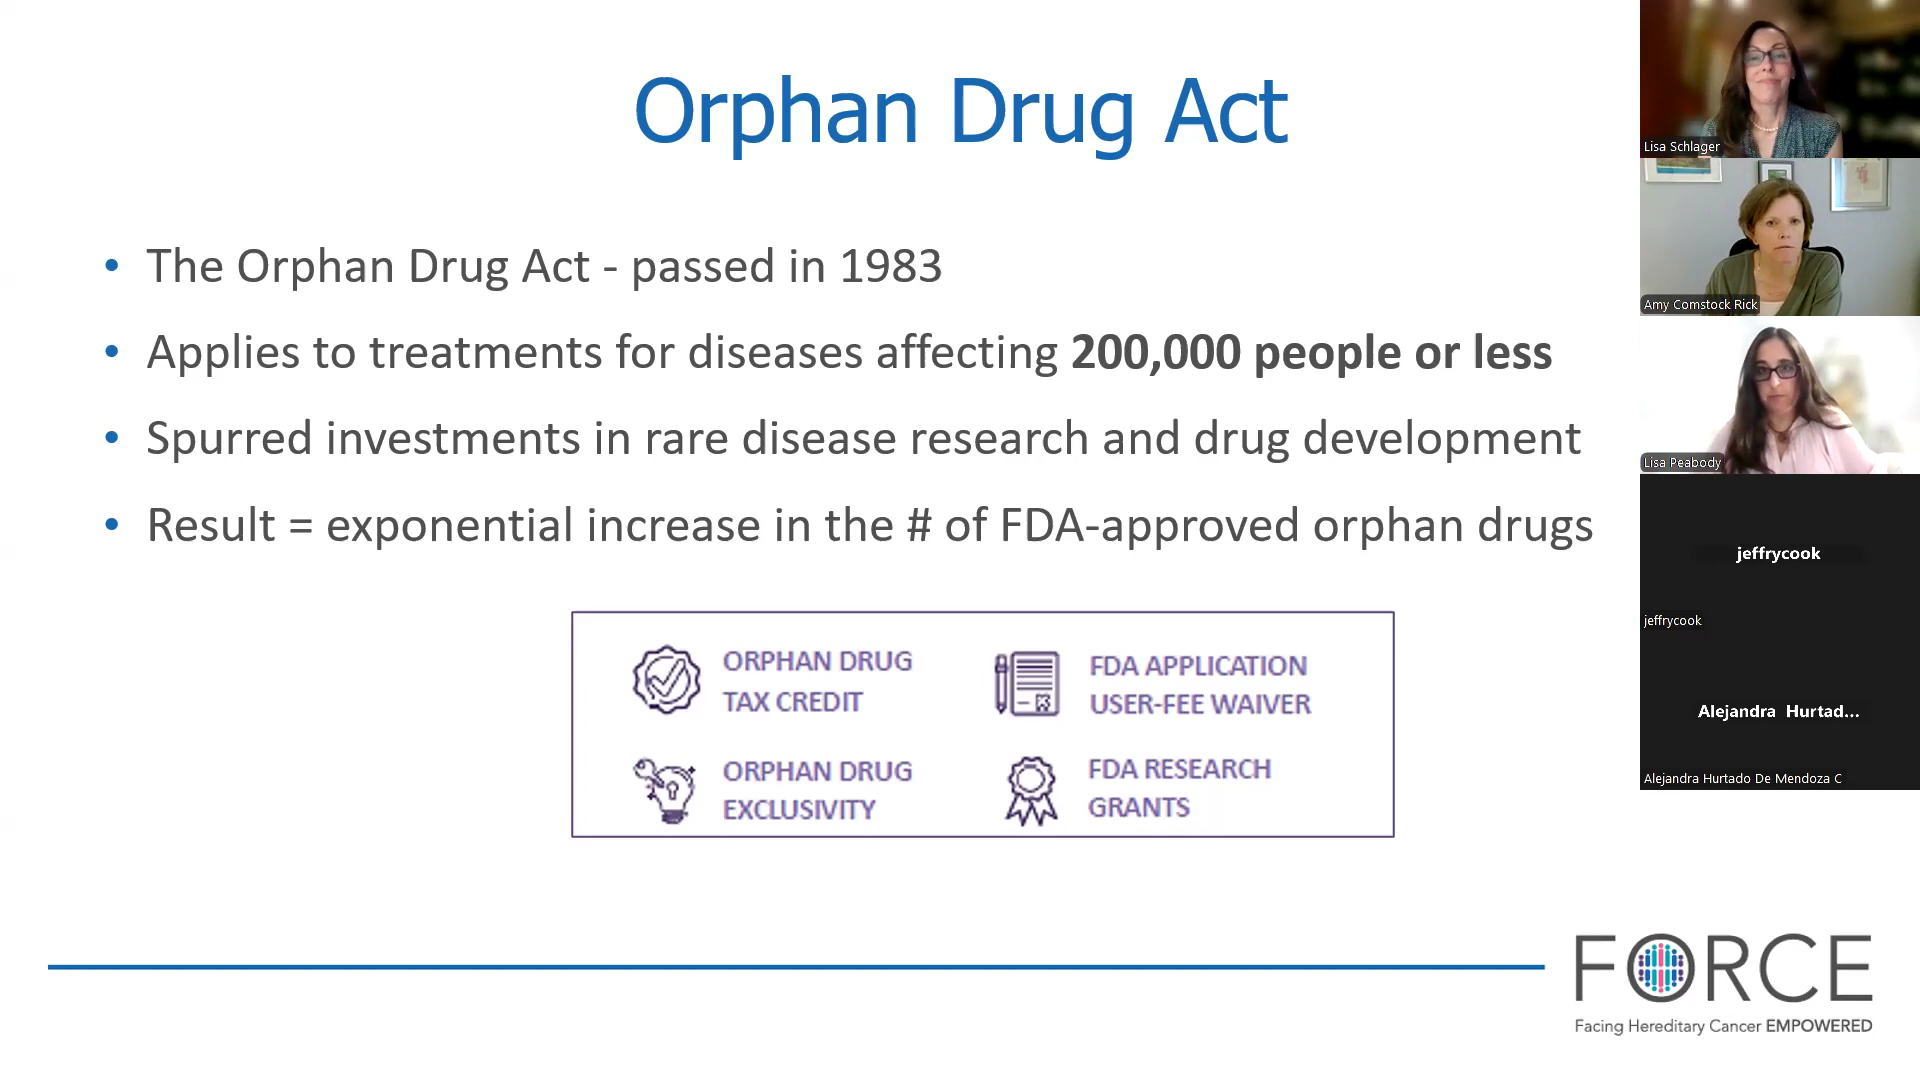 Orphan Drug Act
• The Orphan Drug Act - passed in 1983
• Applies to treatments for diseases affecting 200,000 people or less
• Spurred investments in rare disease research and drug development
• Result = exponential increase in the # of FDA-approved orphan drugs
ORPHAN DRUG
TAX CREDIT
FDA APPLICATION
USER-FEE WAIVER
ORPHAN DRUG
EXCLUSIVITY
FDA RESEARCH
GRANTS
FORCE
Facing Hereditary Cancer EMPOWERED
Lisa Schlager
Amy Comstock Rick
Lisa Peabody
jeffrycook
jeffrycook
Alejandra Hurtad...
Alejandra Hurtado De Mendoza C